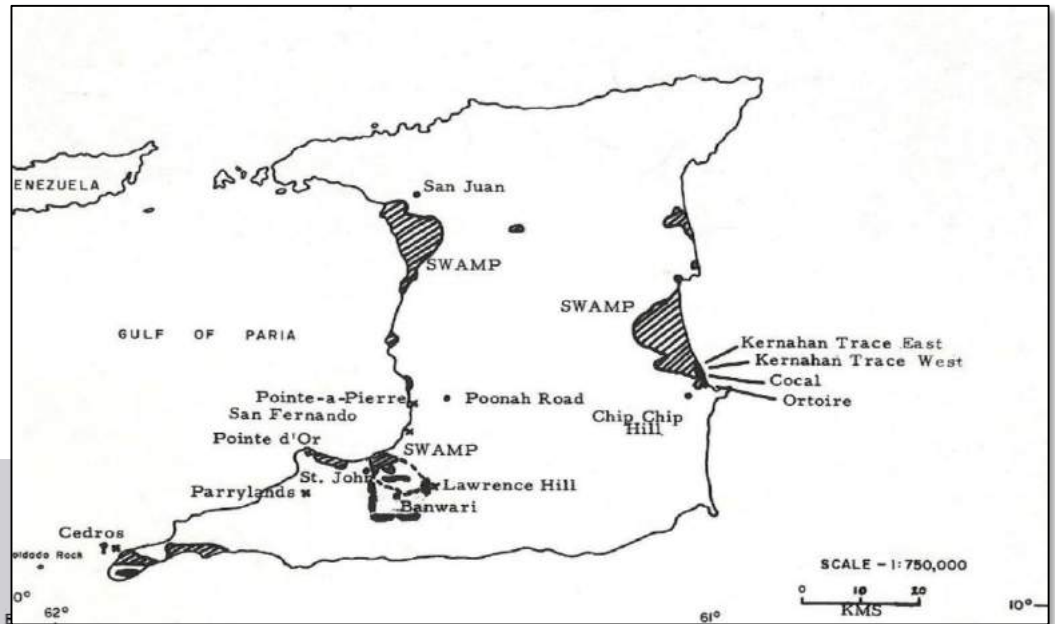 San Juan
ENEZUELA
SWAMP
SWAMP
GULF OF PARIA
Kernahan Trace East
Kernahan Trace West
Cocal
Ortoire
Pointe-a-Pierre
Poonah Road
San Fernando
Chip Chip
Hill
Pointe d'Or
SWAMP
St. John
Lawrence Hill
Parrylands
Banwari
Cedros
oldado Rock
SCALE - 1:750,000
0 10 20
KMS
0°
62°
61°
10°